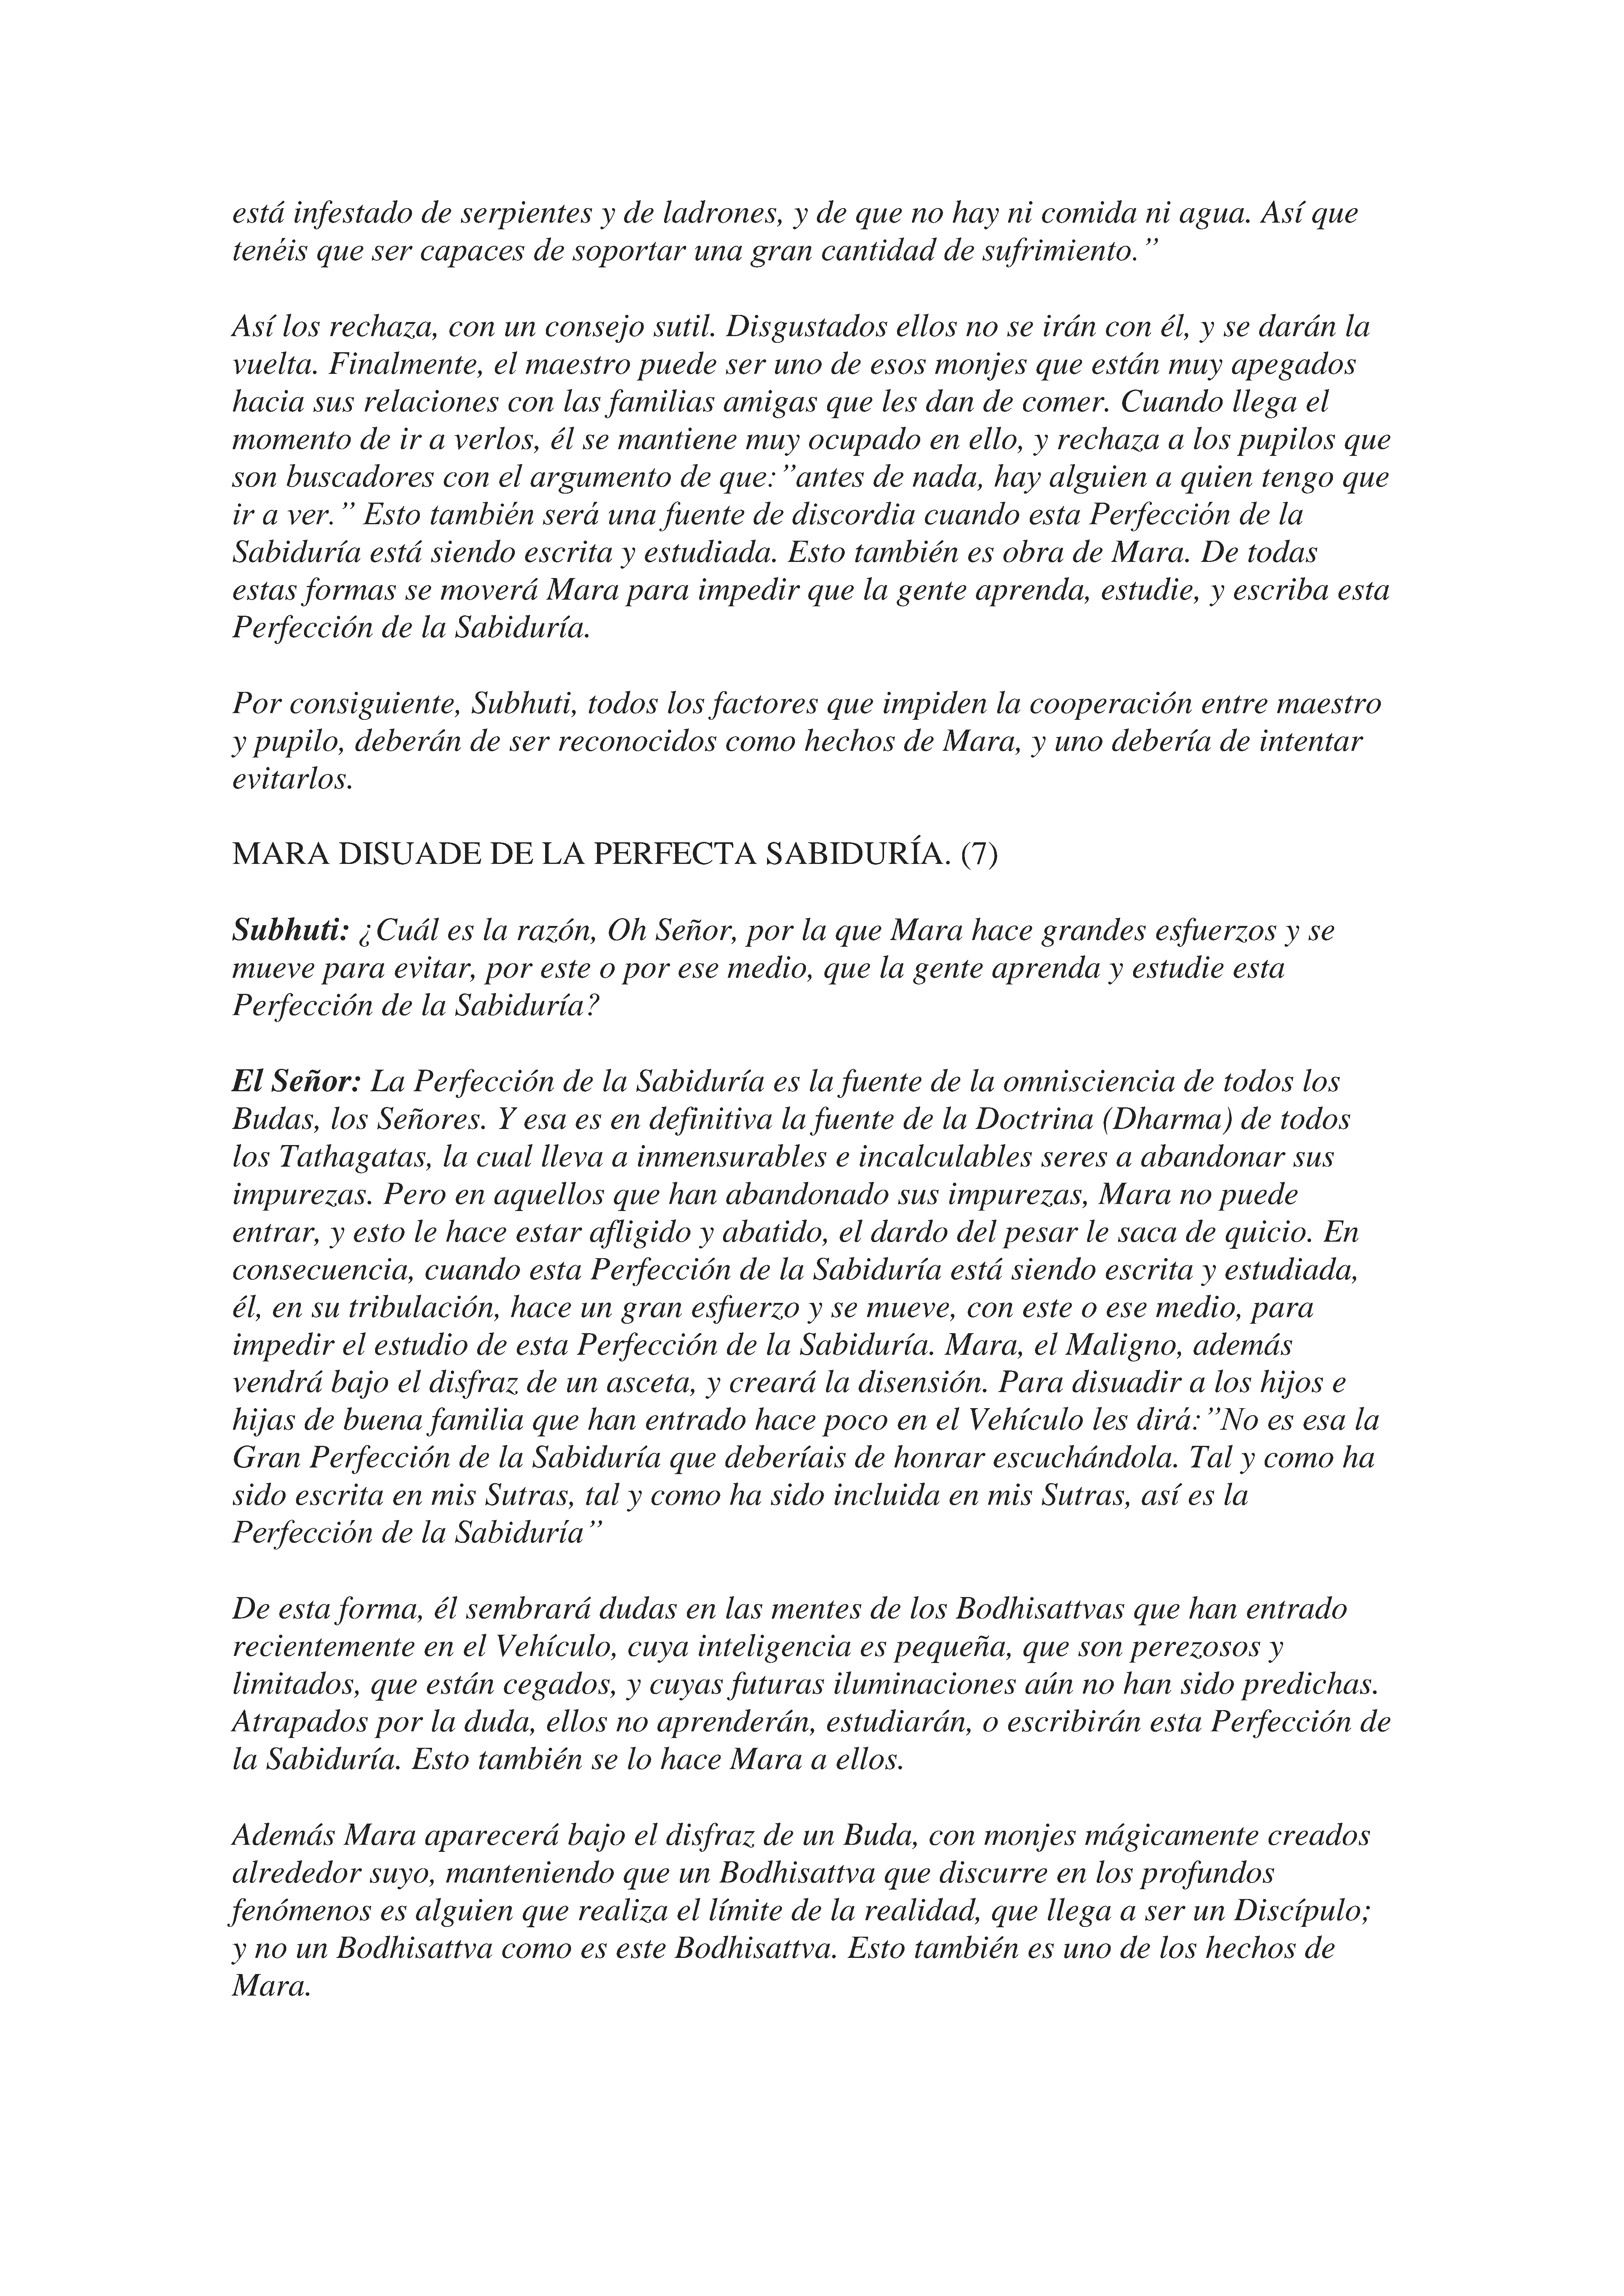 está infestado de serpientes y de ladrones, y de que no hay ni comida ni agua. Así que
tenéis que ser capaces de soportar una gran cantidad de sufrimiento.”
Así los rechaza, con un consejo sutil. Disgustados ellos no se irán con él, y se darán la
vuelta. Finalmente, el maestro puede ser uno de esos monjes que están muy apegados
hacia sus relaciones con las familias amigas que les dan de comer. Cuando llega el
momento de ir a verlos, él se mantiene muy ocupado en ello, y rechaza a los pupilos que
son buscadores con el argumento de que:”antes de nada, hay alguien a quien tengo que
ir a ver.” Esto también será una fuente de discordia cuando esta Perfección de la
Sabiduría está siendo escrita y estudiada. Esto también es obra de Mara. De todas
estas formas se moverá Mara para impedir que la gente aprenda, estudie, y escriba esta
Perfección de la Sabiduría.
Por consiguiente, Subhuti, todos los factores que impiden la cooperación entre maestro
y pupilo, deberán de ser reconocidos como hechos de Mara, y uno debería de intentar
evitarlos.
MARA DISUADE DE LA PERFECTA SABIDURÍA. (7)
Subhuti: ¿Cuál es la razón, Oh Señor, por la que Mara hace grandes esfuerzos y se
mueve para evitar, por este o por ese medio, que la gente aprenda y estudie esta
Perfección de la Sabiduría?
El Señor: La Perfección de la Sabiduría es la fuente de la omnisciencia de todos los
Budas, los Señores. Y esa es en definitiva la fuente de la Doctrina (Dharma) de todos
los Tathagatas, la cual lleva a inmensurables e incalculables seres a abandonar sus
impurezas. Pero en aquellos que han abandonado sus impurezas, Mara no puede
entrar, y esto le hace estar afligido y abatido, el dardo del pesar le saca de quicio. En
consecuencia, cuando esta Perfección de la Sabiduría está siendo escrita y estudiada,
él, en su tribulación, hace un gran esfuerzo y se mueve, con este o ese medio, para
impedir el estudio de esta Perfección de la Sabiduría. Mara, el Maligno, además
vendrá bajo el disfraz de un asceta, y creará la disensión. Para disuadir a los hijos e
hijas de buena familia que han entrado hace poco en el Vehículo les dirá:”No es esa la
Gran Perfección de la Sabiduría que deberíais de honrar escuchándola. Tal y como ha
sido escrita en mis Sutras, tal y como ha sido incluida en mis Sutras, así es la
Perfección de la Sabiduría”
De esta forma, él sembrará dudas en las mentes de los Bodhisattvas que han entrado
recientemente en el Vehículo, cuya inteligencia es pequeña, que son perezosos y
limitados, que están cegados, y cuyas futuras iluminaciones aún no han sido predichas.
Atrapados por la duda, ellos no aprenderán, estudiarán, o escribirán esta Perfección de
la Sabiduría. Esto también se lo hace Mara a ellos.
Además Mara aparecerá bajo el disfraz de un Buda, con monjes mágicamente creados
alrededor suyo, manteniendo que un Bodhisattva que discurre en los profundos
fenómenos es alguien que realiza el límite de la realidad, que llega a ser un Discípulo;
y no un Bodhisattva como es este Bodhisattva. Esto también es uno de los hechos de
Mara.